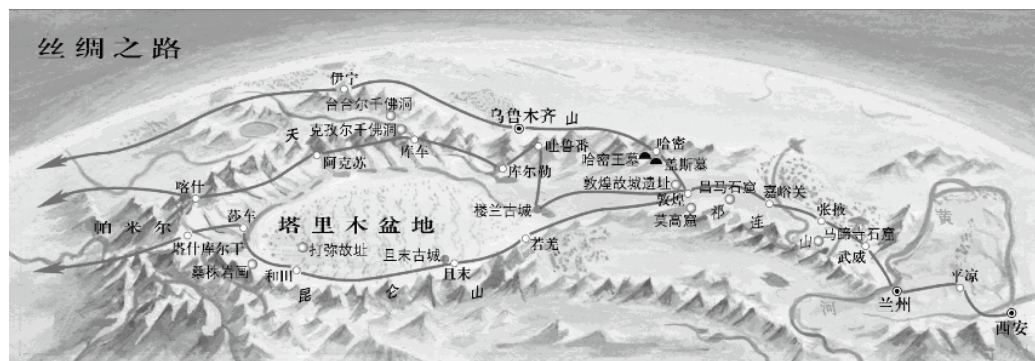 丝绸之路
伊宁
台台尔千佛洞
克孜尔千佛洞
天
山
乌鲁木齐
吐鲁番
哈密
哈密王墓
盖斯墓
库车
阿克苏
库尔勒
敦煌故城遗址
敦煌
昌马石窟
嘉峪关
喀什
楼兰古城
莫高窟
祁
连
山
张掖
马蹄寺石窟
武威
黄
河
帕米尔
莎车
塔里木盆地
塔什库尔干
打弥故址
且末古城
若羌
桑株岩画
和田
且末
昆
仑
山
兰州
平凉
西安